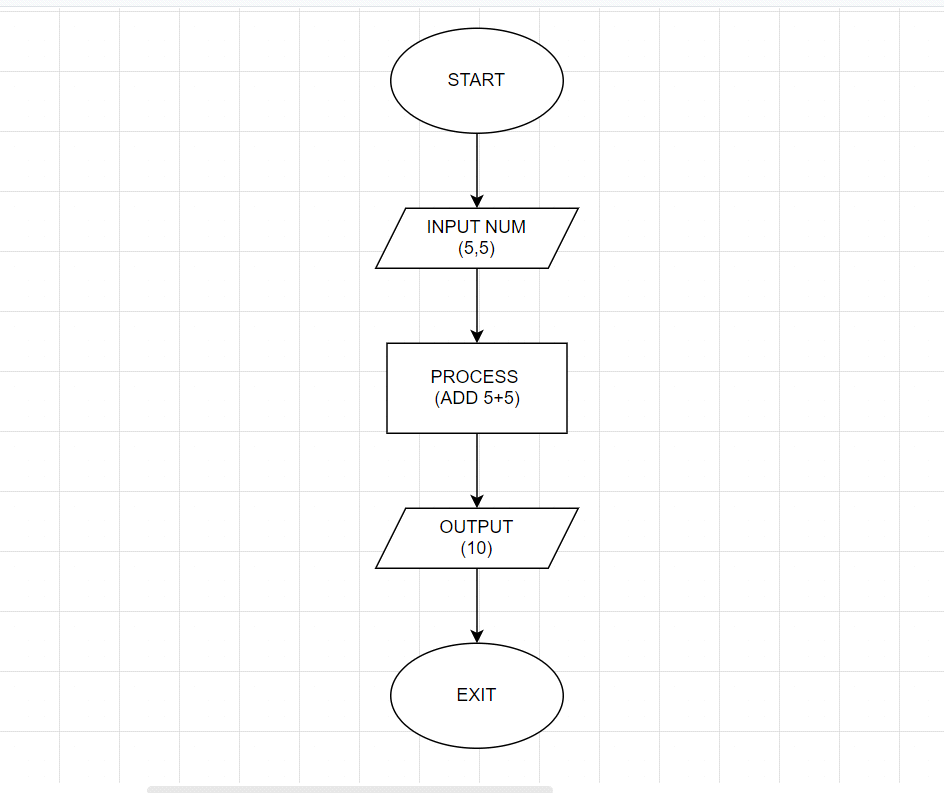 START
INPUT NUM
(5,5)
PROCESS
(ADD 5+5)
OUTPUT
(10)
EXIT